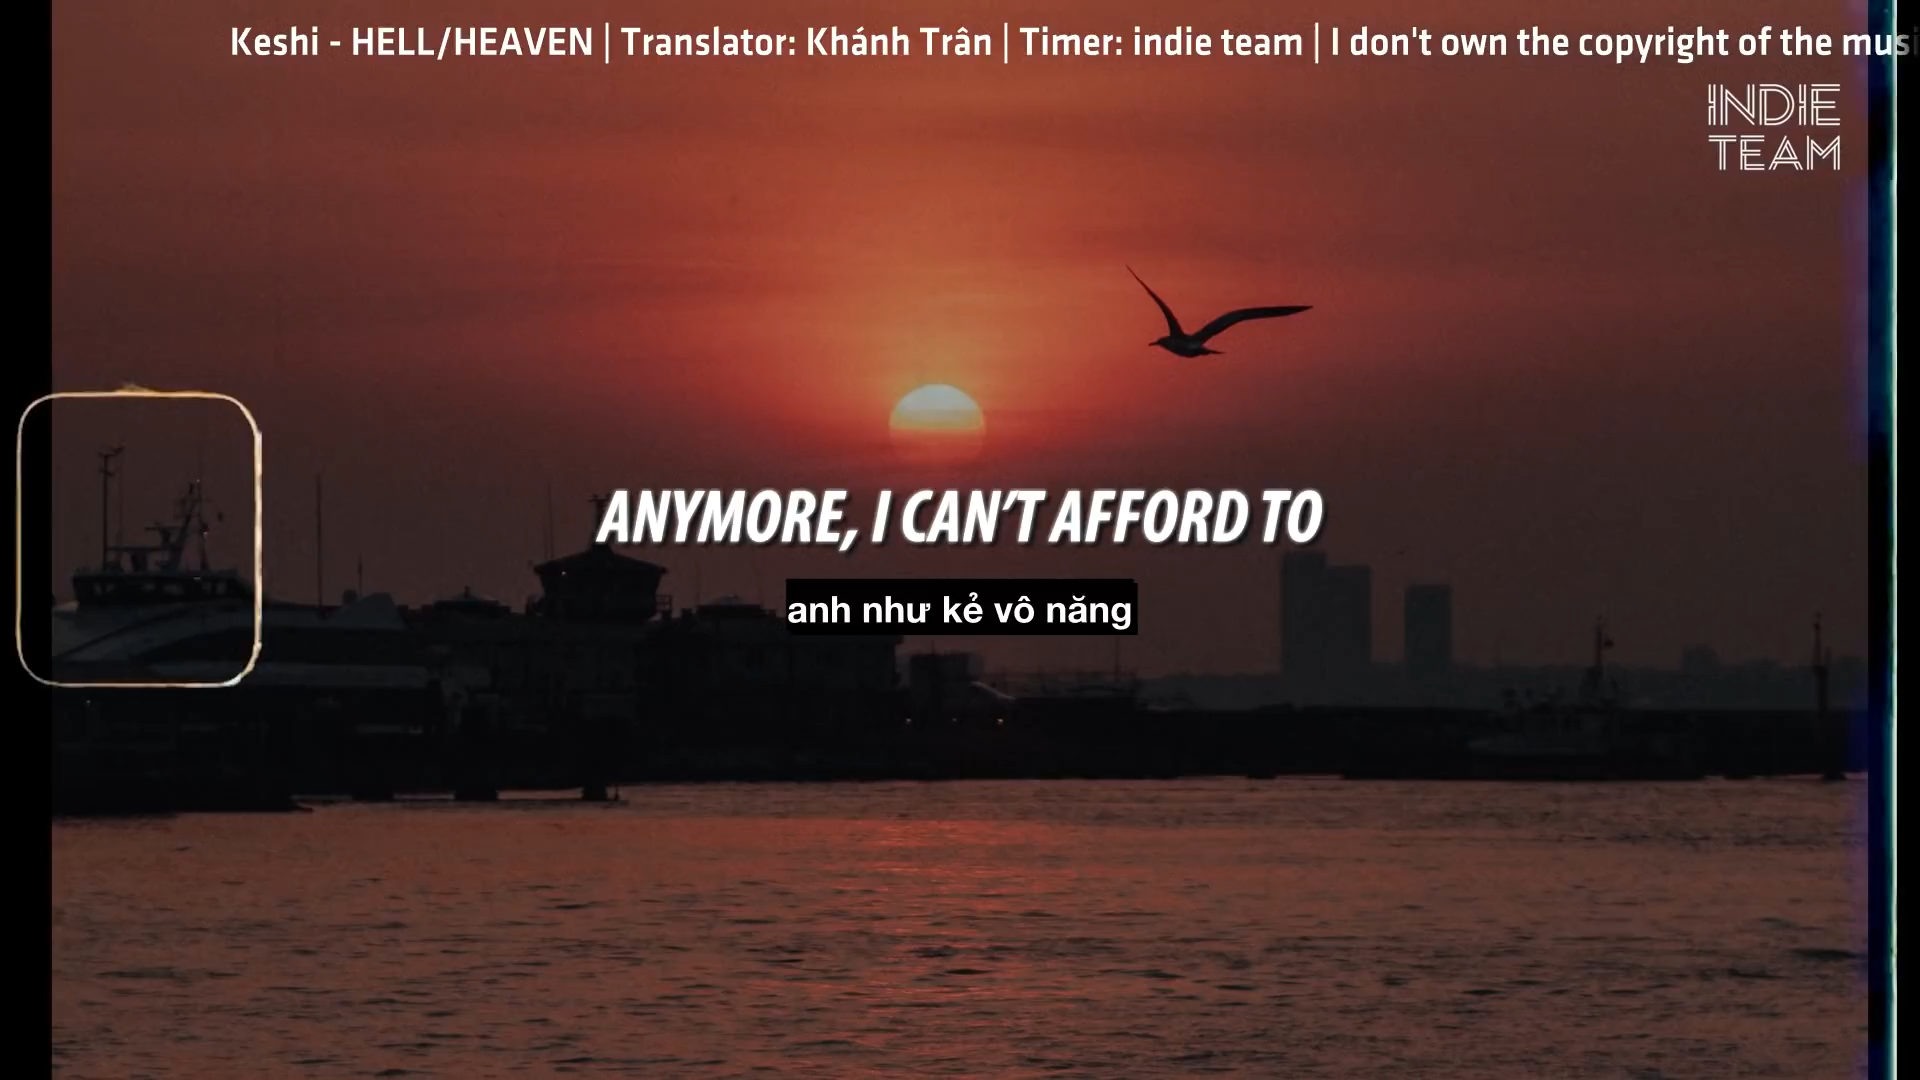 Keshi - HELL/HEAVEN | Translator: Khánh Trân | Timer: indie team | I don't own the copyright of the mus
INDIE
TEAM
ANYMORE, I CAN'T AFFORD TO
anh như kẻ vô năng